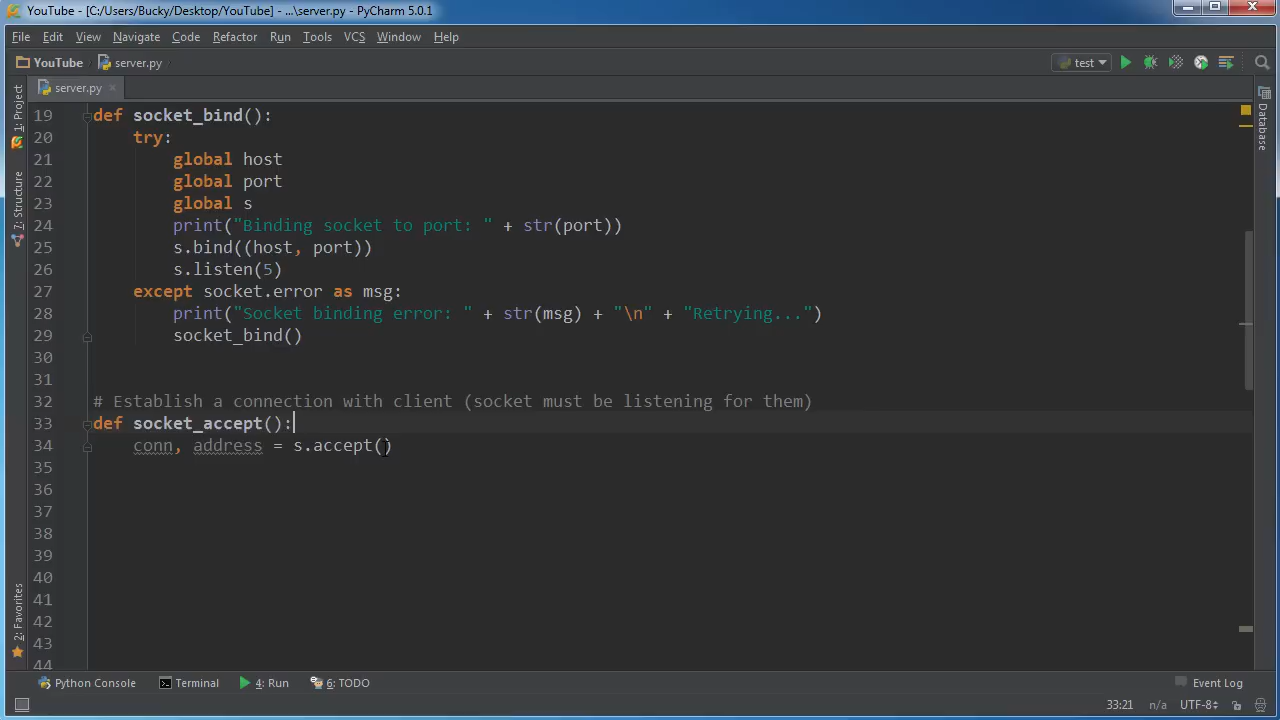 YouTube - [C:/Users/Bucky/Desktop/YouTube] - ...\server.py - PyCharm 5.0.1
File Edit View Navigate Code Refactor Run Tools VCS Window Help
YouTube server.py test
server.py
1: Project
7: Structure
2: Favorites
Database
19 def socket_bind():
20     try:
21         global host
22         global port
23         global s
24         print("Binding socket to port: " + str(port))
25         s.bind((host, port))
26         s.listen(5)
27     except socket.error as msg:
28         print("Socket binding error: " + str(msg) + "\n" + "Retrying...")
29         socket_bind()
30
31
32 # Establish a connection with client (socket must be listening for them)
33 def socket_accept():
34     conn, address = s.accept()
35
36
37
38
39
40
41
42
43
44
Python Console Terminal 4: Run 6: TODO Event Log
33:21 n/a UTF-8